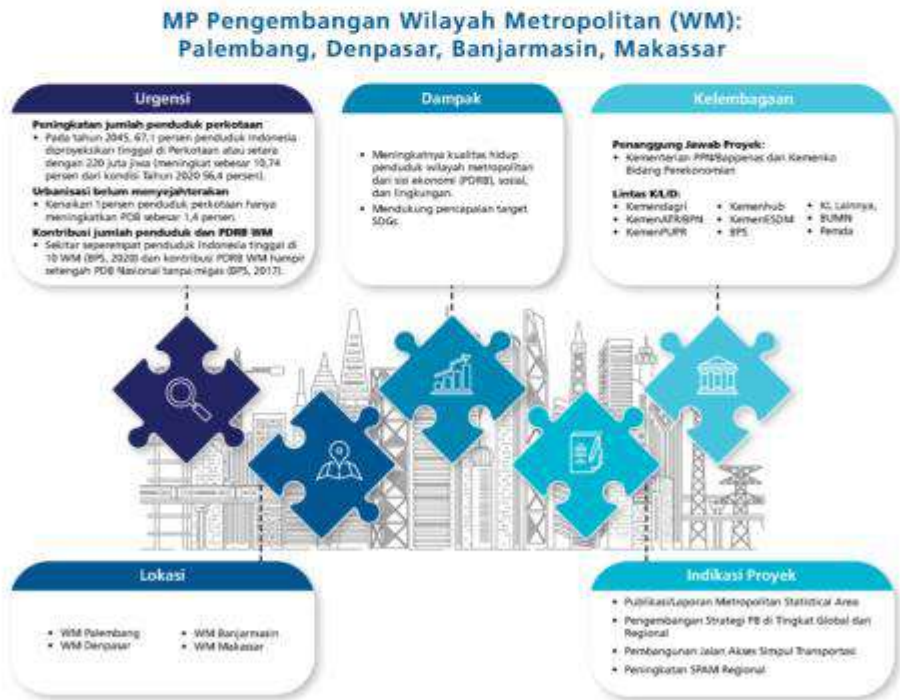 MP Pengembangan Wilayah Metropolitan (WM):
Palembang, Denpasar, Banjarmasin, Makassar
Urgensi
Peningkatan jumlah penduduk perkotaan
• Pada tahun 2045, 67,1 persen penduduk Indonesia
diproyeksikan tinggal di Perkotaan atau setara
dengan 220 juta jiwa (meningkat sebesar 10,74
persen dari kondisi Tahun 2020 56,4 persen).
Urbanisasi belum menyejahterakan
• Kenaikan 1persen penduduk perkotaan hanya
meningkatkan PDB sebesar 1,4 persen.
Kontribusi jumlah penduduk dan PDRB WM
• Sekitar seperempat penduduk Indonesia tinggal di
10 WM (BPS, 2020) dan kontribusi PDRB WM hampir
setengah PDB Nasional tanpa migas (BPS, 2017).
Dampak
• Meningkatnya kualitas hidup
penduduk wilayah metropolitan
dari sisi ekonomi (PDRB), sosial,
dan lingkungan.
• Mendukung pencapaian target
SDGs.
Kelembagaan
Penanggung Jawab Proyek:
• Kementerian PPN/Bappenas dan Kemenko
Bidang Perekonomian
Lintas K/L/D:
• Kemendagri
• KemenATR/BPN
• KemenPUPR
• Kemenhub
• KemenESDM
• BPS
• K/L Lainnya,
• BUMN
• Pemda
Lokasi
• WM Palembang
• WM Denpasar
• WM Banjarmasin
• WM Makassar
Indikasi Proyek
• Publikasi/Laporan Metropolitan Statistical Area
• Pengembangan Strategi PB di Tingkat Global dan
Regional
• Pembangunan Jalan Akses Simpul Transportasi
• Peningkatan SPAM Regional